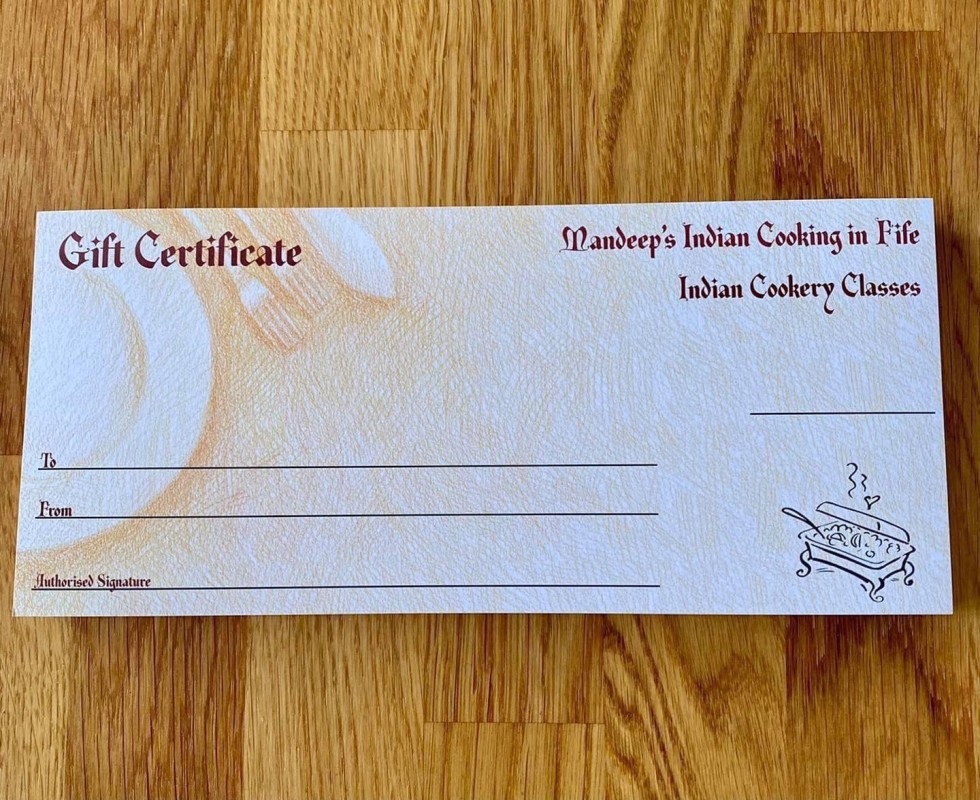 Gift Certificate
Mandeep's Indian Cooking in Fife
Indian Cookery Classes
To
From
Authorised Signature